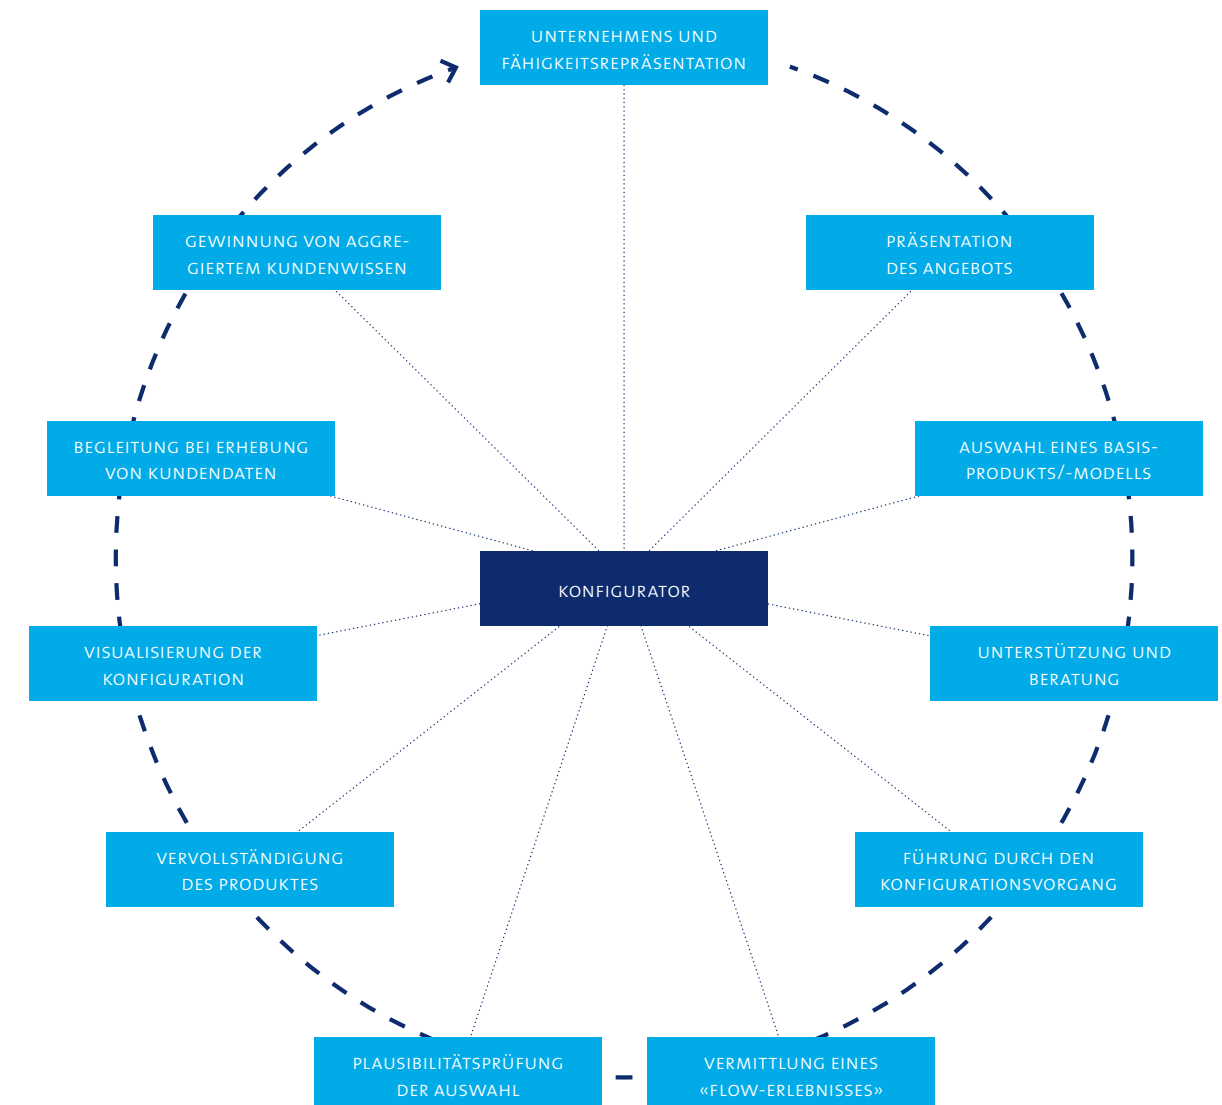 UNTERNEHMENS UND
FÄHIGKEITSREPRÄSENTATION
GEWINNUNG VON AGGRE-
GIERTEM KUNDENWISSEN
PRÄSENTATION
DES ANGEBOTS
BEGLEITUNG BEI ERHEBUNG
VON KUNDENDATEN
AUSWAHL EINES BASIS-
PRODUKTS/-MODELLS
KONFIGURATOR
VISUALISIERUNG DER
KONFIGURATION
UNTERSTÜTZUNG UND
BERATUNG
VERVOLLSTÄNDIGUNG
DES PRODUKTES
FÜHRUNG DURCH DEN
KONFIGURATIONSVORGANG
PLAUSIBILITÄTSPRÜFUNG
DER AUSWAHL
VERMITTLUNG EINES
«FLOW-ERLEBNISSES»